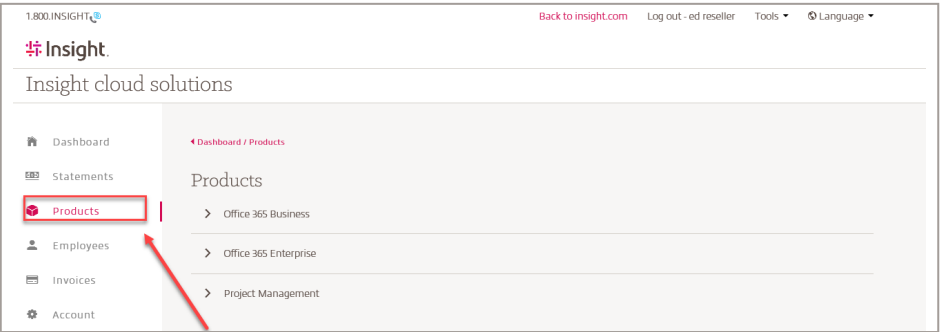 1.800.INSIGHT Back to insight.com Log out - ed reseller Tools Language
Insight.
Insight cloud solutions
Dashboard
Statements
Products
Employees
Invoices
Account
Dashboard / Products
Products
Office 365 Business
Office 365 Enterprise
Project Management